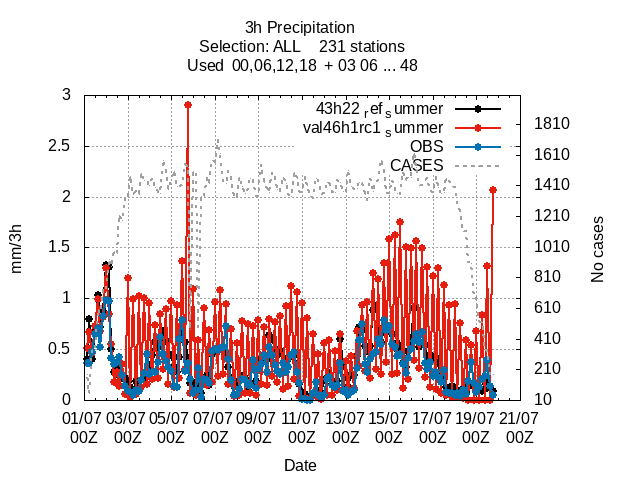 3h Precipitation
Selection: ALL 231 stations
Used 00,06,12,18 + 03 06 ... 48
43h22 ref summer
val46h1rc1 summer
OBS
CASES
3
2.5
2
1.5
1
0.5
0
mm/3h
1810
1610
1410
1210
1010
810
610
410
210
10
No cases
01/07 03/07 05/07 07/07 09/07 11/07 13/07 15/07 17/07 19/07 21/07
00Z 00Z 00Z 00Z 00Z 00Z 00Z 00Z 00Z 00Z 00Z
Date